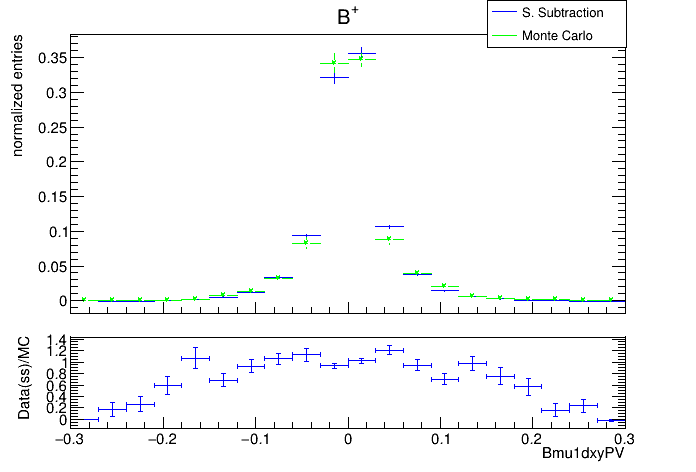 B+
S. Subtraction
Monte Carlo
normalized entries
0.35
0.3
0.25
0.2
0.15
0.1
0.05
0
Data(ss)/MC
1.4
1.2
1
0.8
0.6
0.4
0.2
0
−0.3 −0.2 −0.1 0 0.1 0.2 0.3
Bmu1dxyPV